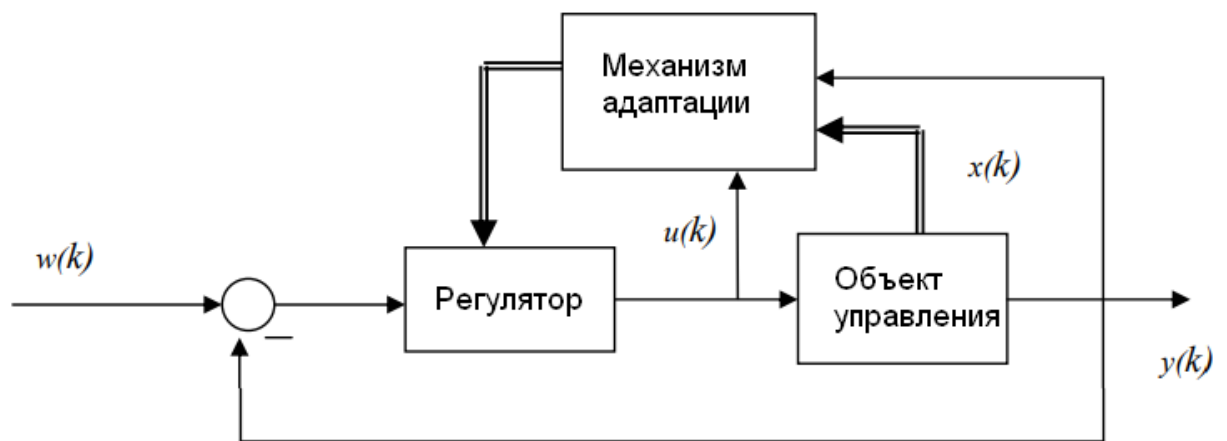 Механизм
адаптации
x(k)
u(k)
w(k)
Регулятор
Объект
управления
y(k)